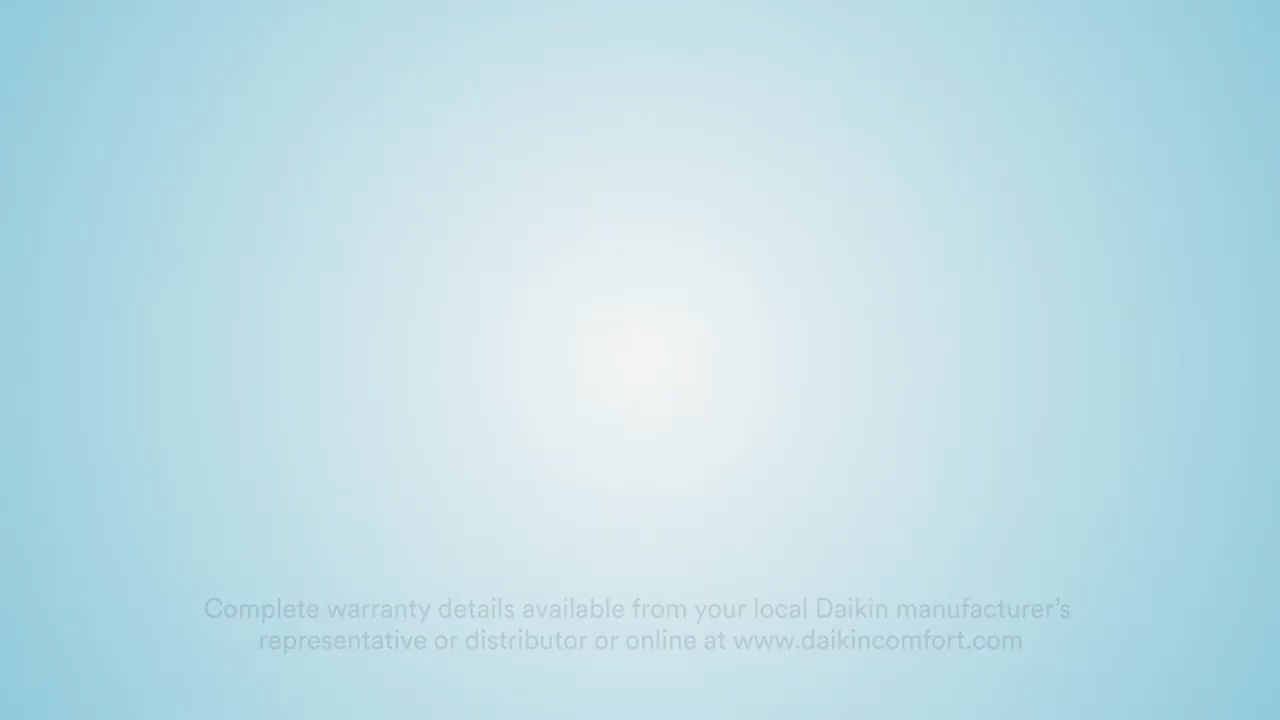 Complete warranty details available from your local Daikin manufacturer’s
representative or distributor or online at www.daikincomfort.com